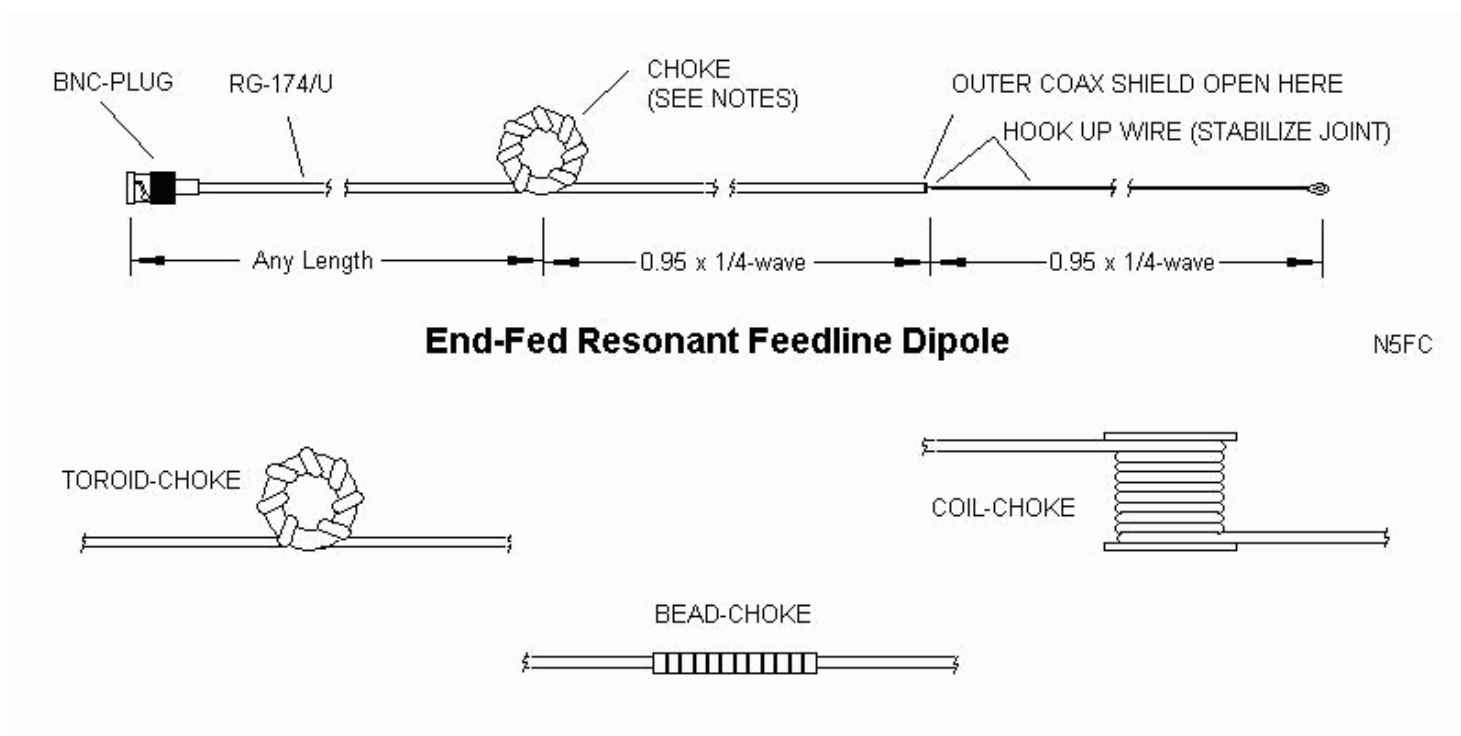 BNC-PLUG
RG-174/U
CHOKE
(SEE NOTES)
OUTER COAX SHIELD OPEN HERE
HOOK UP WIRE (STABILIZE JOINT)
Any Length
0.95 x 1/4-wave
0.95 x 1/4-wave
End-Fed Resonant Feedline Dipole
N5FC
TOROID-CHOKE
COIL-CHOKE
BEAD-CHOKE